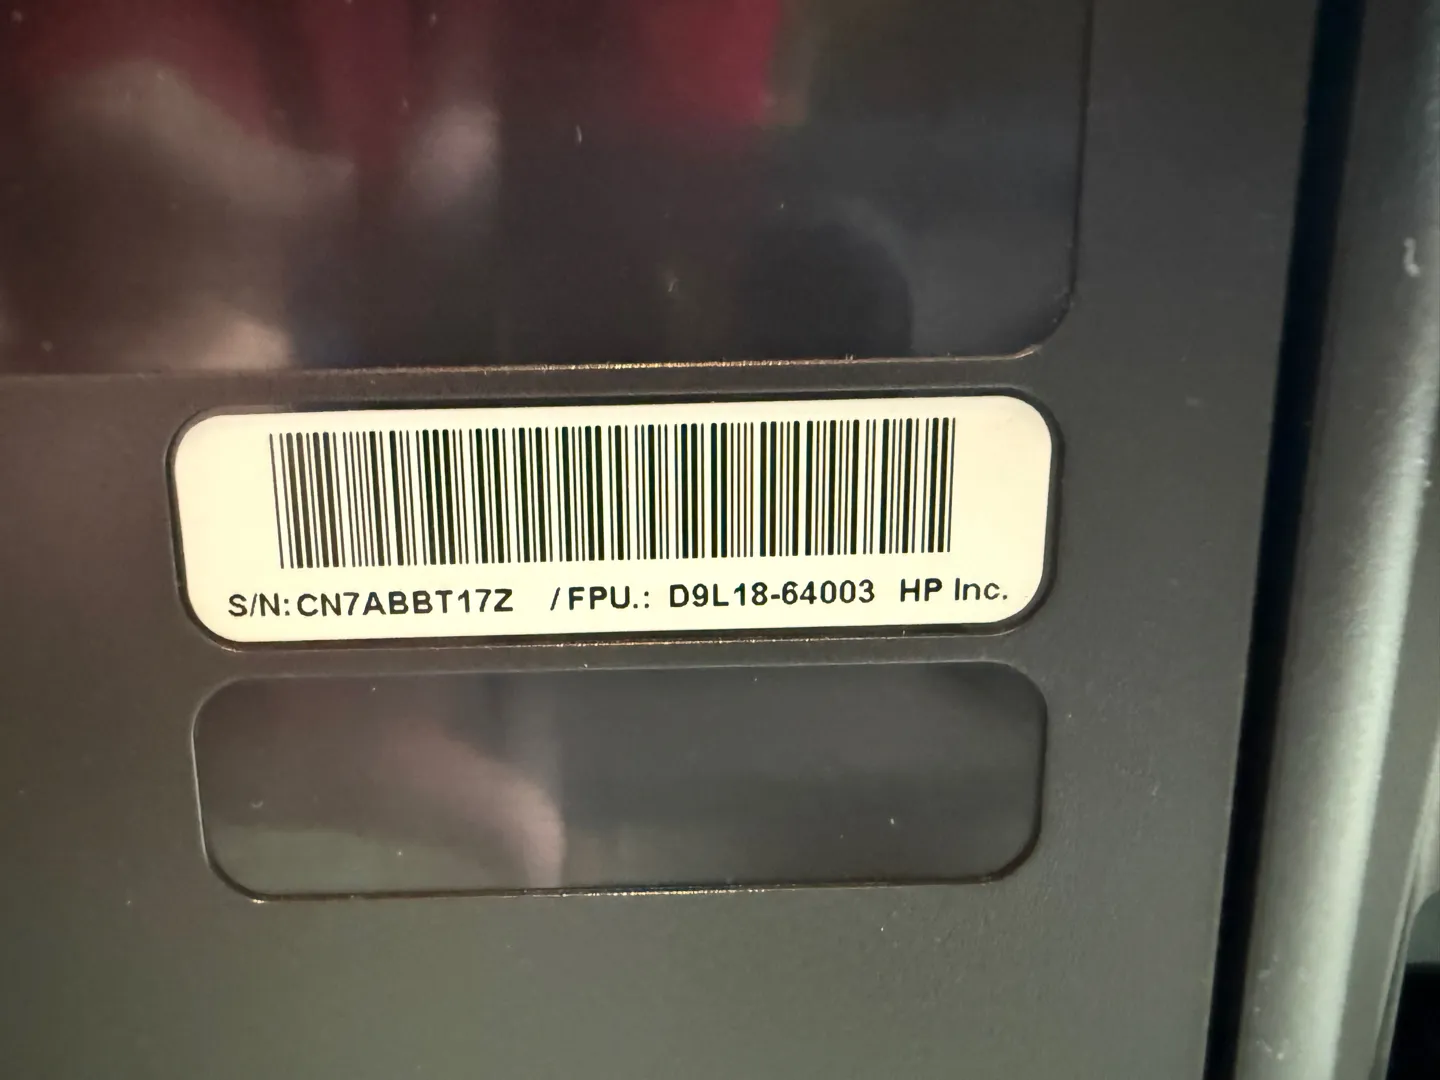 S/N: CN7ABBT17Z / FPU.: D9L18-64003 HP Inc.